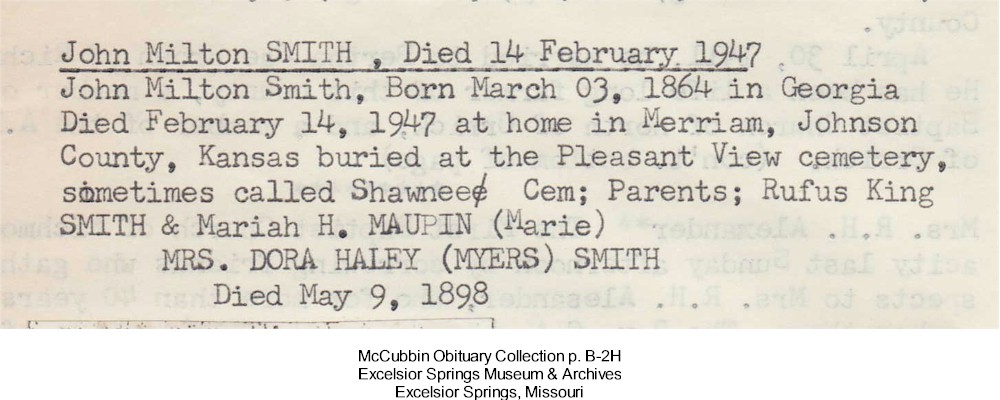 John Milton SMITH , Died 14 February 1947
John Milton Smith, Born March 03, 1864 in Georgia
Died February 14, 1947 at home in Merriam, Johnson
County, Kansas buried at the Pleasant View cemetery,
sometimes called Shawnee Cem; Parents; Rufus King
SMITH & Mariah H. MAUPIN (Marie)
MRS. DORA HALEY (MYERS) SMITH
Died May 9, 1898
McCubbin Obituary Collection p. B-2H
Excelsior Springs Museum & Archives
Excelsior Springs, Missouri